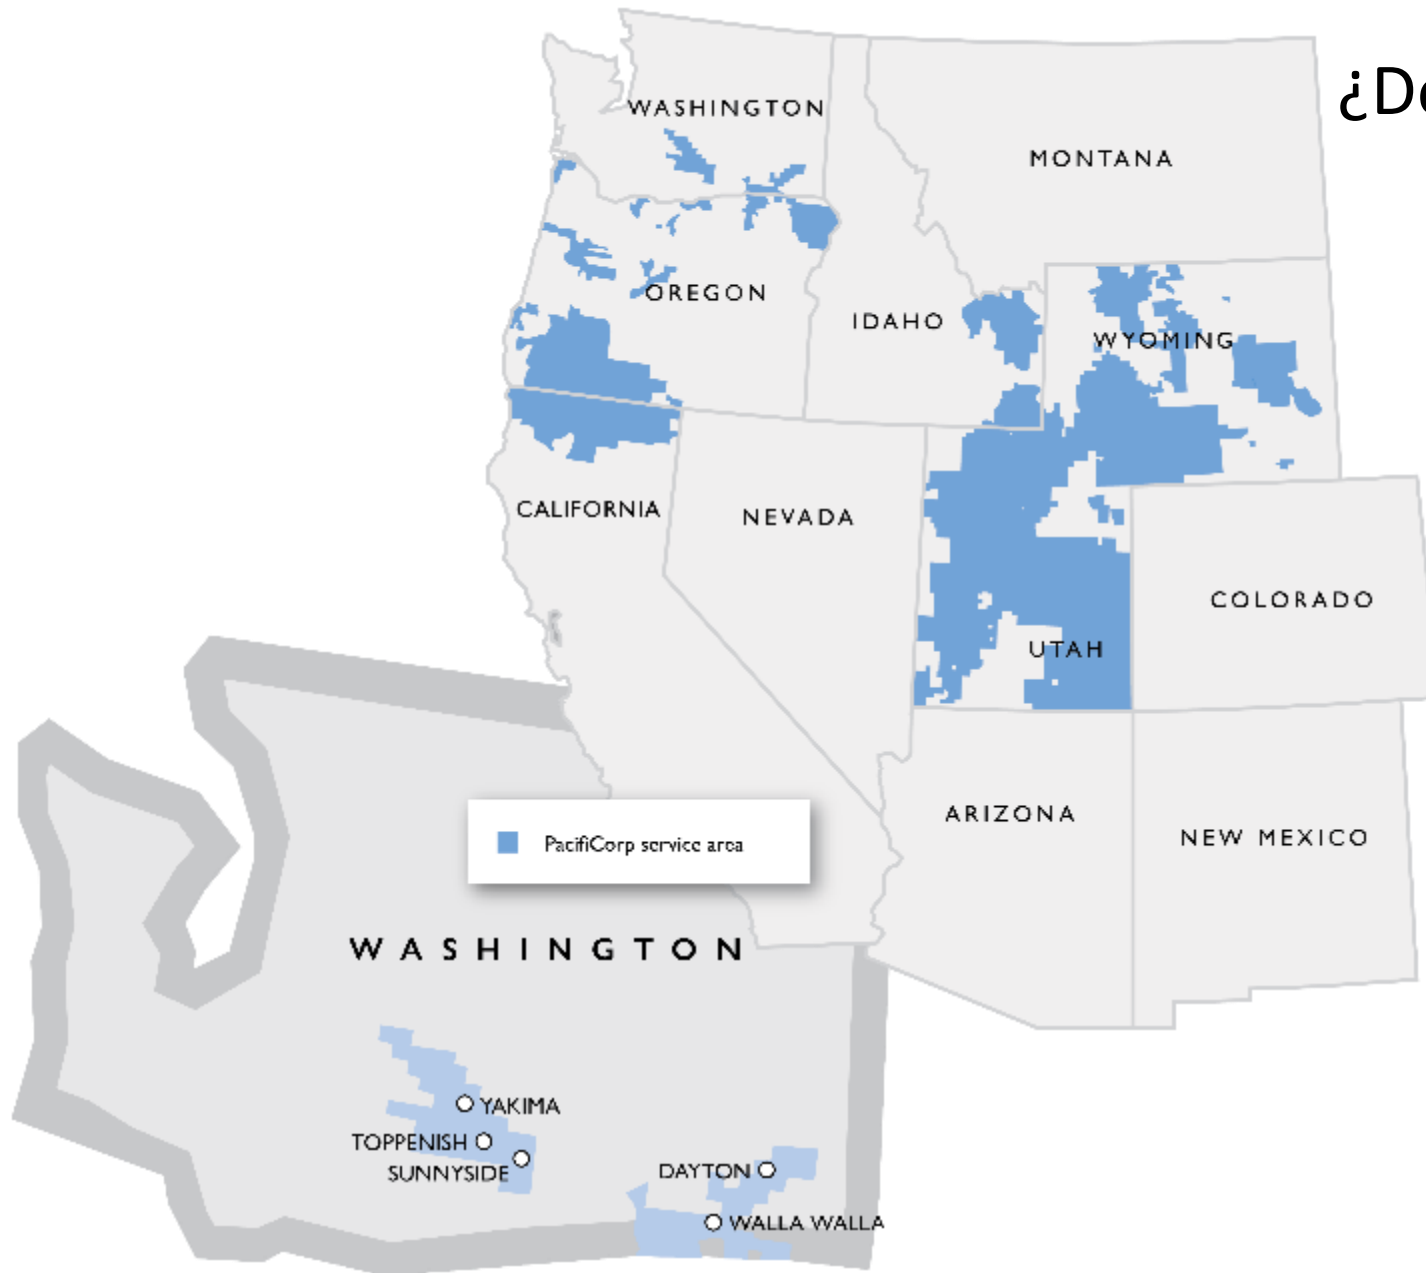 ¿De
WASHINGTON
MONTANA
OREGON
IDAHO
WYOMING
CALIFORNIA
NEVADA
COLORADO
UTAH
ARIZONA
NEW MEXICO
PacifiCorp service area
WASHINGTON
YAKIMA
TOPPENISH
SUNNYSIDE
DAYTON
WALLA WALLA